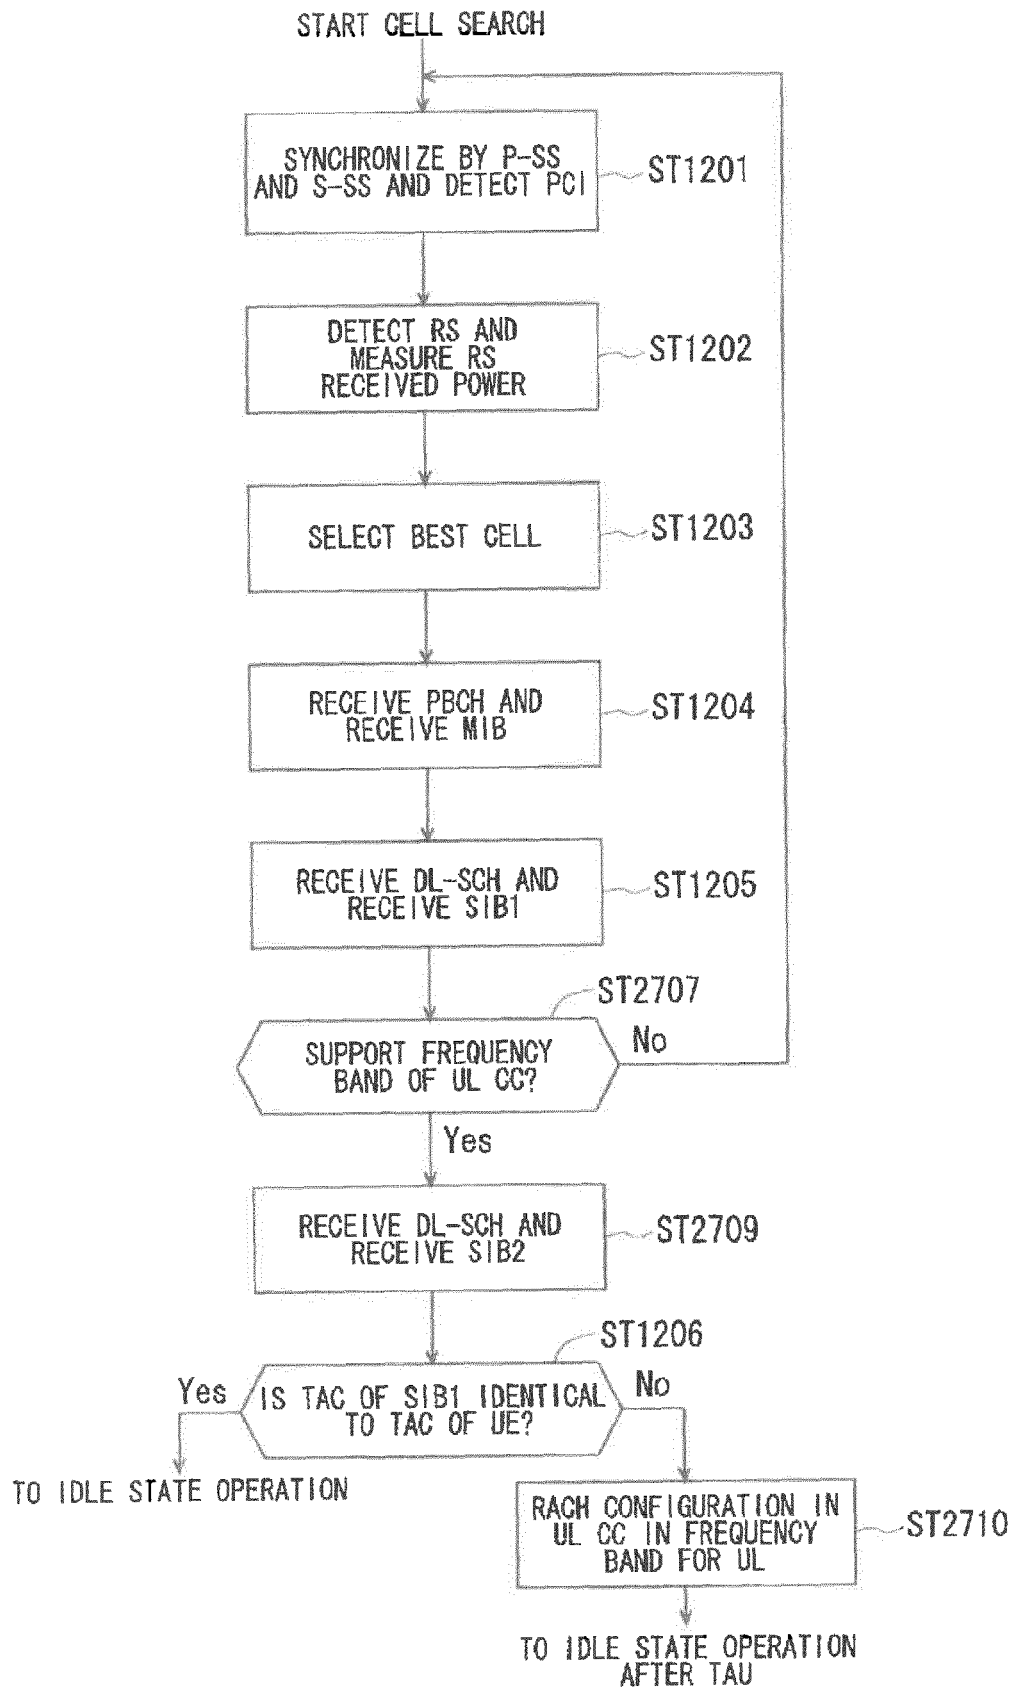 START CELL SEARCH
SYNCHRONIZE BY P-SS
AND S-SS AND DETECT PCI
ST1201
DETECT RS AND
MEASURE RS
RECEIVED POWER
ST1202
SELECT BEST CELL
ST1203
RECEIVE PBCH AND
RECEIVE MIB
ST1204
RECEIVE DL-SCH AND
RECEIVE SIB1
ST1205
ST2707
SUPPORT FREQUENCY
BAND OF UL CC?
No
Yes
RECEIVE DL-SCH AND
RECEIVE SIB2
ST2709
ST1206
IS TAC OF SIB1 IDENTICAL
TO TAC OF UE?
Yes
No
TO IDLE STATE OPERATION
RACH CONFIGURATION IN
UL CC IN FREQUENCY
BAND FOR UL
ST2710
TO IDLE STATE OPERATION
AFTER TAU